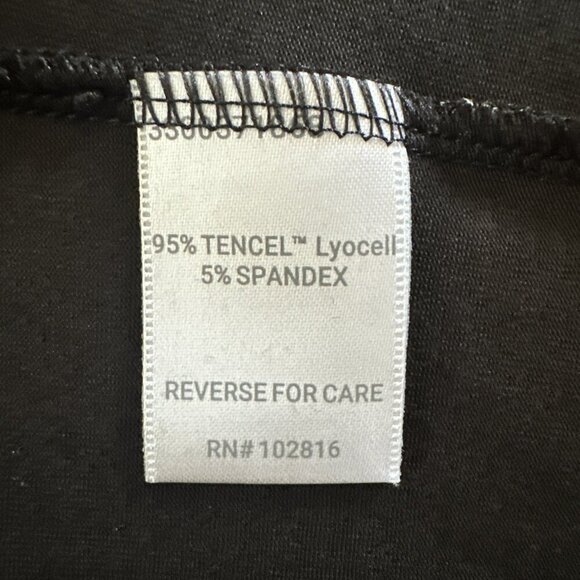 95% TENCEL™ Lyocell
5% SPANDEX
REVERSE FOR CARE
RN# 102816